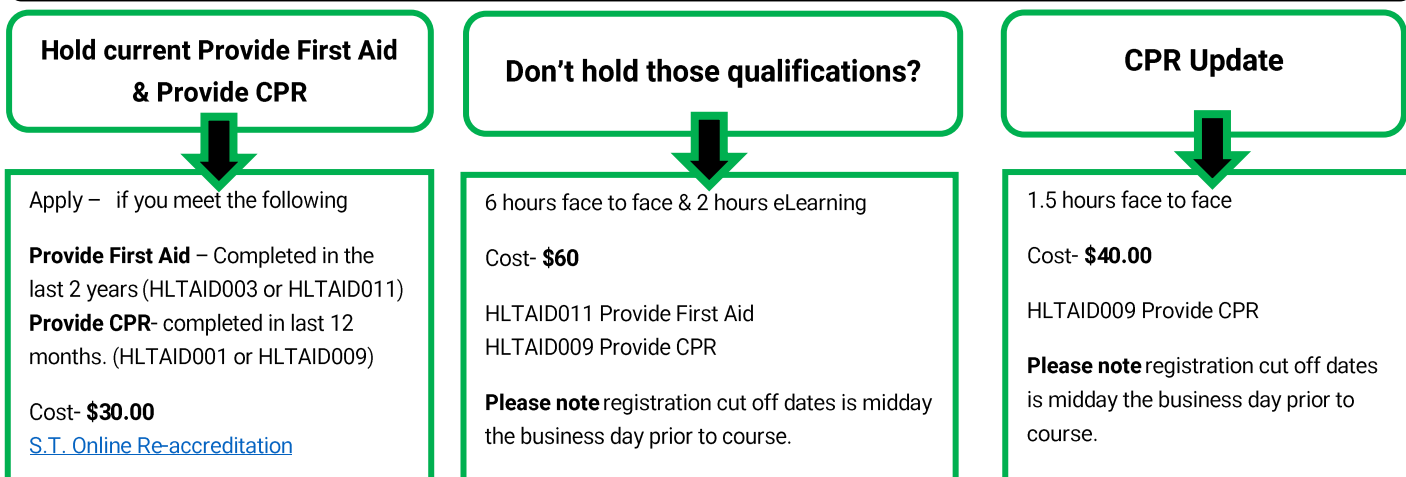 Hold current Provide First Aid
& Provide CPR
Apply – if you meet the following
Provide First Aid – Completed in the
last 2 years (HLTAID003 or HLTAID011)
Provide CPR- completed in last 12
months. (HLTAID001 or HLTAID009)
Cost- $30.00
S.T. Online Re-accreditation
Don’t hold those qualifications?
6 hours face to face & 2 hours eLearning
Cost- $60
HLTAID011 Provide First Aid
HLTAID009 Provide CPR
Please note registration cut off dates is midday
the business day prior to course.
CPR Update
1.5 hours face to face
Cost- $40.00
HLTAID009 Provide CPR
Please note registration cut off dates
is midday the business day prior to
course.